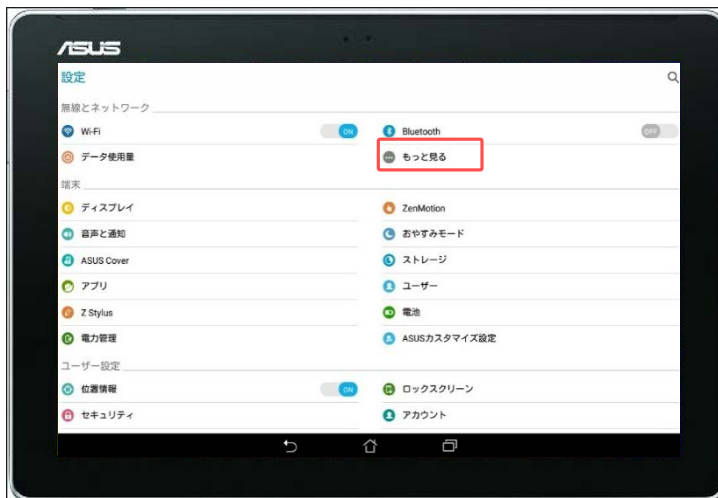 ASUS
設定
無線とネットワーク
Wi-Fi ON Bluetooth OFF
データ使用量 もっと見る
端末
ディスプレイ ZenMotion
音声と通知 おやすみモード
ASUS Cover ストレージ
アプリ ユーザー
Z Stylus 電池
電力管理 ASUSカスタマイズ設定
ユーザー設定
位置情報 ON ロックスクリーン
セキュリティ アカウント